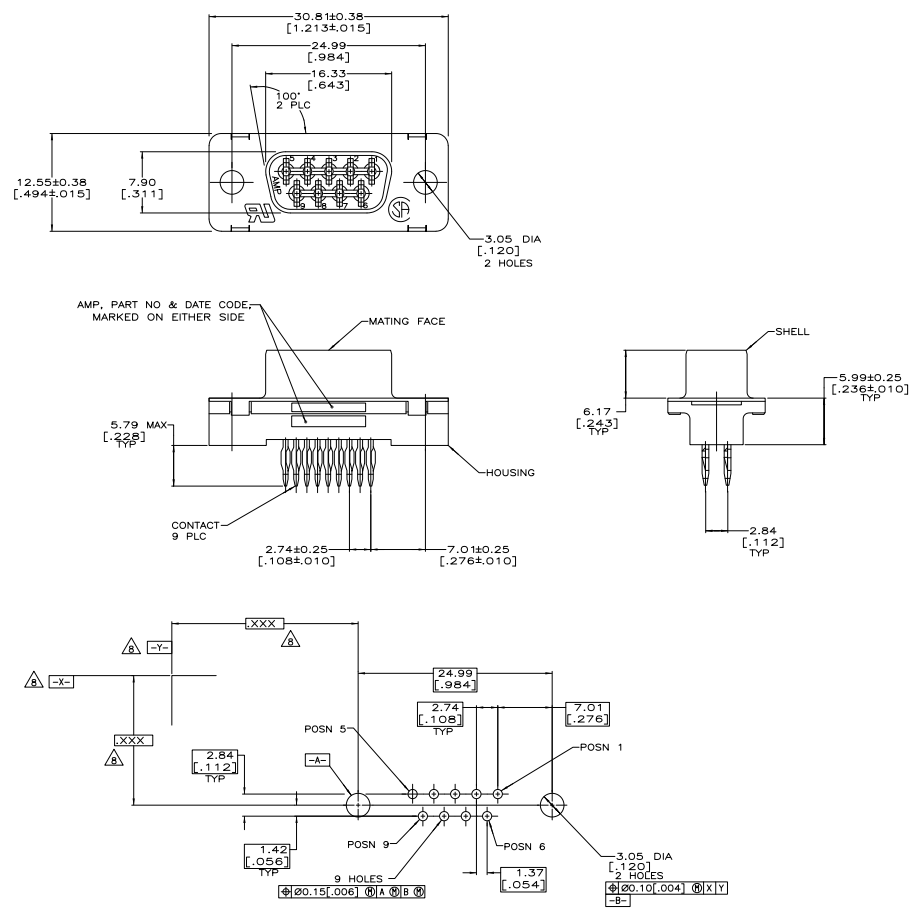 30.81±0.38
[1.213±.015]
24.99
[.984]
16.33
[.643]
100°
2 PLC
12.55±0.38
[.494±.015]
7.90
[.311]
5 4 3 2 1
AMP
9 8 7 6
3.05 DIA
[.120]
2 HOLES
AMP, PART NO & DATE CODE,
MARKED ON EITHER SIDE
MATING FACE
SHELL
5.99±0.25
[.236±.010]
TYP
6.17
[.243]
TYP
5.79 MAX
[.228]
TYP
HOUSING
CONTACT
9 PLC
2.74±0.25
[.108±.010]
7.01±0.25
[.276±.010]
2.84
[.112]
TYP
.XXX
8
8
-Y-
8
-X-
24.99
[.984]
2.74
[.108]
TYP
7.01
[.276]
.XXX
8
POSN 5
POSN 1
2.84
[.112]
TYP
-A-
POSN 9
POSN 6
1.42
[.056]
TYP
1.37
[.054]
9 HOLES
⌖ Ø0.15[.006] Ⓜ A Ⓜ B Ⓜ
3.05 DIA
[.120]
2 HOLES
⌖ Ø0.10[.004] Ⓜ X Y
-B-